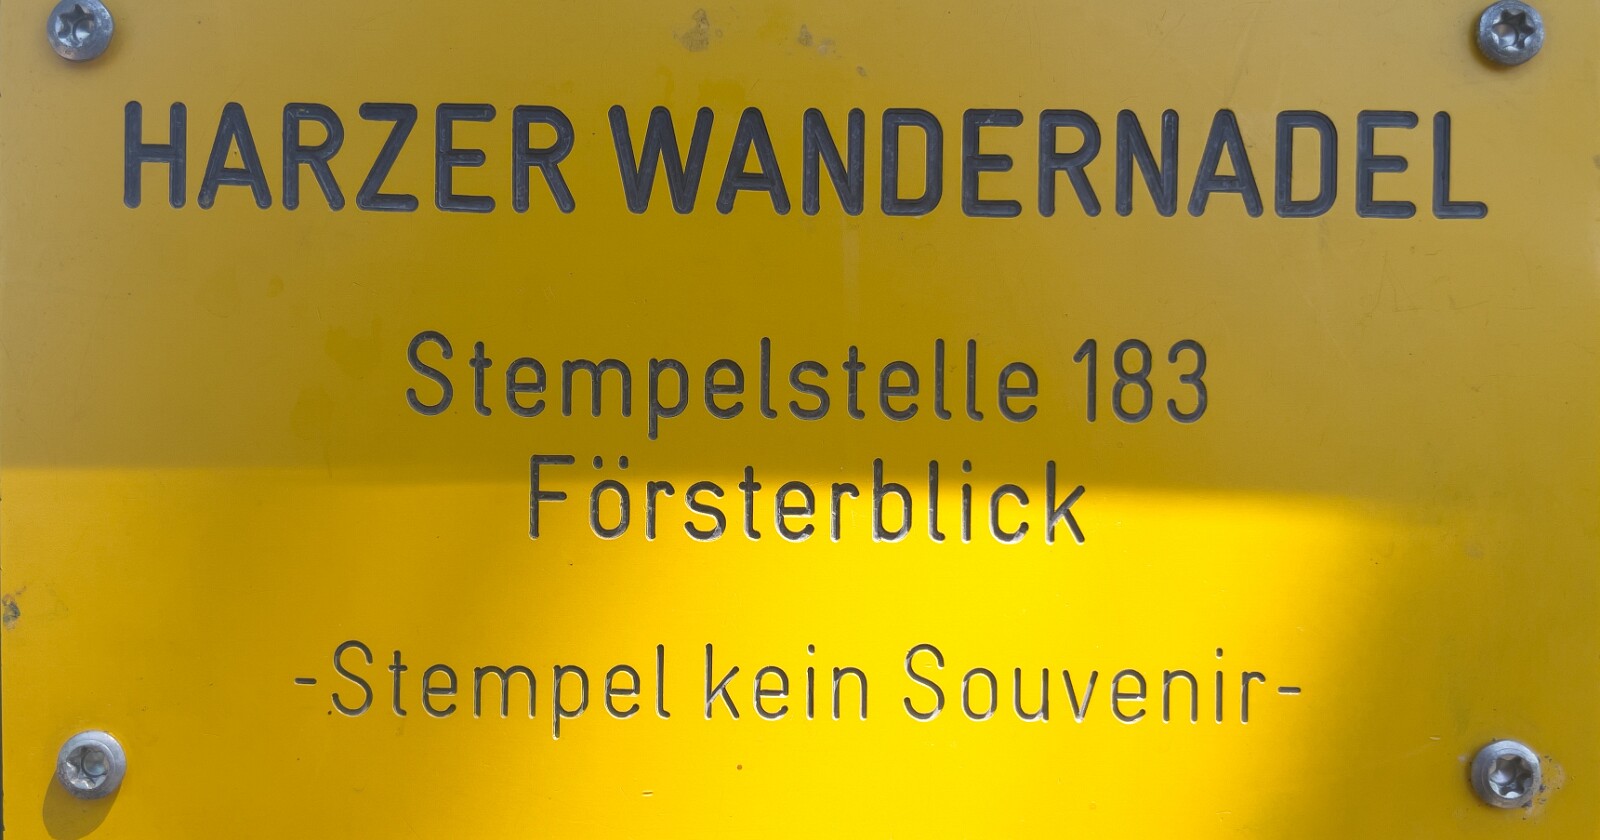 HARZER WANDERNADEL
Stempelstelle 183
Försterblick
-Stempel kein Souvenir-